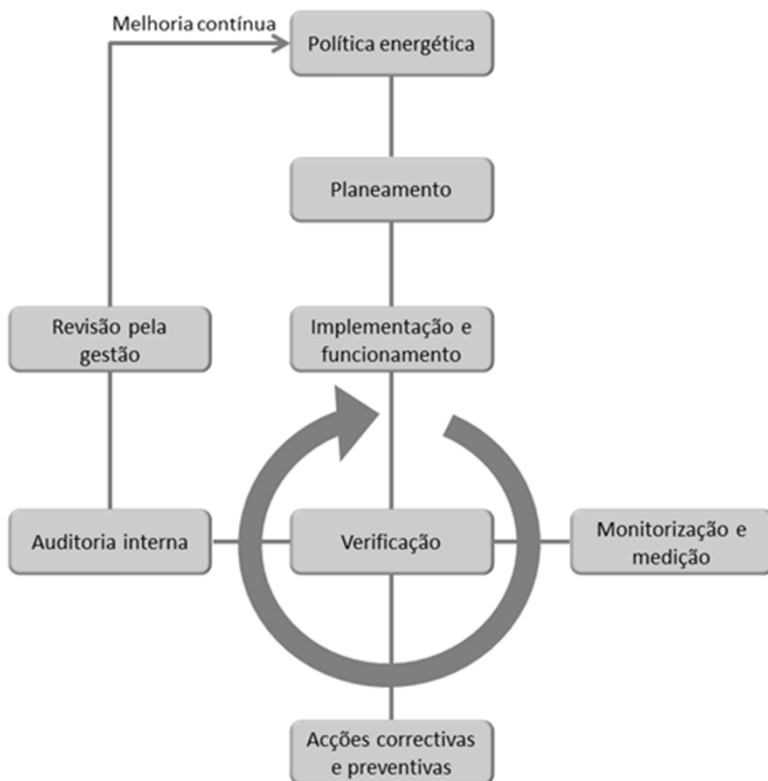 Melhoria contínua
Política energética
Planeamento
Revisão pela
gestão
Implementação e
funcionamento
Auditoria interna
Verificação
Monitorização e
medição
Acções correctivas
e preventivas